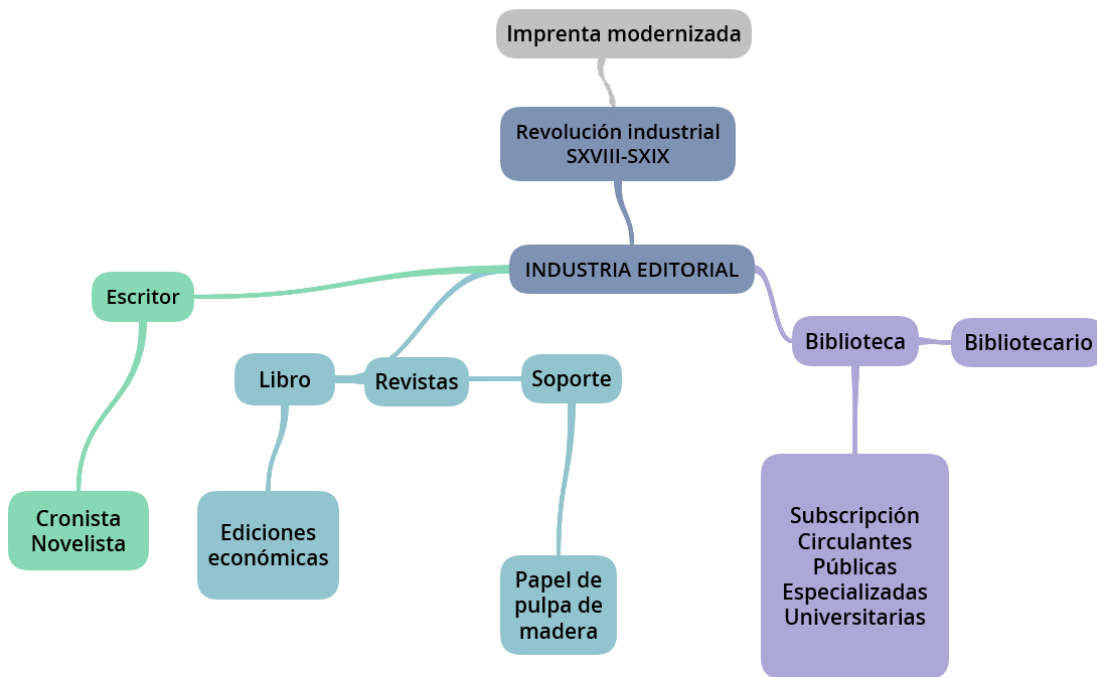 Imprenta modernizada
Revolución industrial
SXVIII-SXIX
INDUSTRIA EDITORIAL
Escritor
Biblioteca
Bibliotecario
Libro
Revistas
Soporte
Cronista
Novelista
Ediciones
económicas
Papel de
pulpa de
madera
Subscripción
Circulantes
Públicas
Especializadas
Universitarias